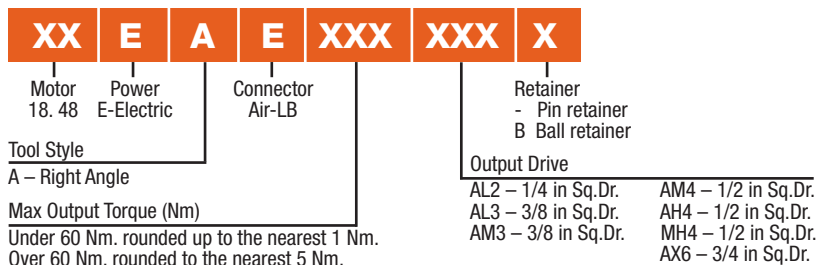 XX E A E XXX XXX X
Motor Power Connector Retainer
18. 48 E-Electric Air-LB - Pin retainer
B Ball retainer
Tool Style
A – Right Angle
Max Output Torque (Nm)
Under 60 Nm. rounded up to the nearest 1 Nm.
Over 60 Nm. rounded to the nearest 5 Nm.
Output Drive
AL2 – 1/4 in Sq.Dr. AM4 – 1/2 in Sq.Dr.
AL3 – 3/8 in Sq.Dr. AH4 – 1/2 in Sq.Dr.
AM3 – 3/8 in Sq.Dr. MH4 – 1/2 in Sq.Dr.
AX6 – 3/4 in Sq.Dr.